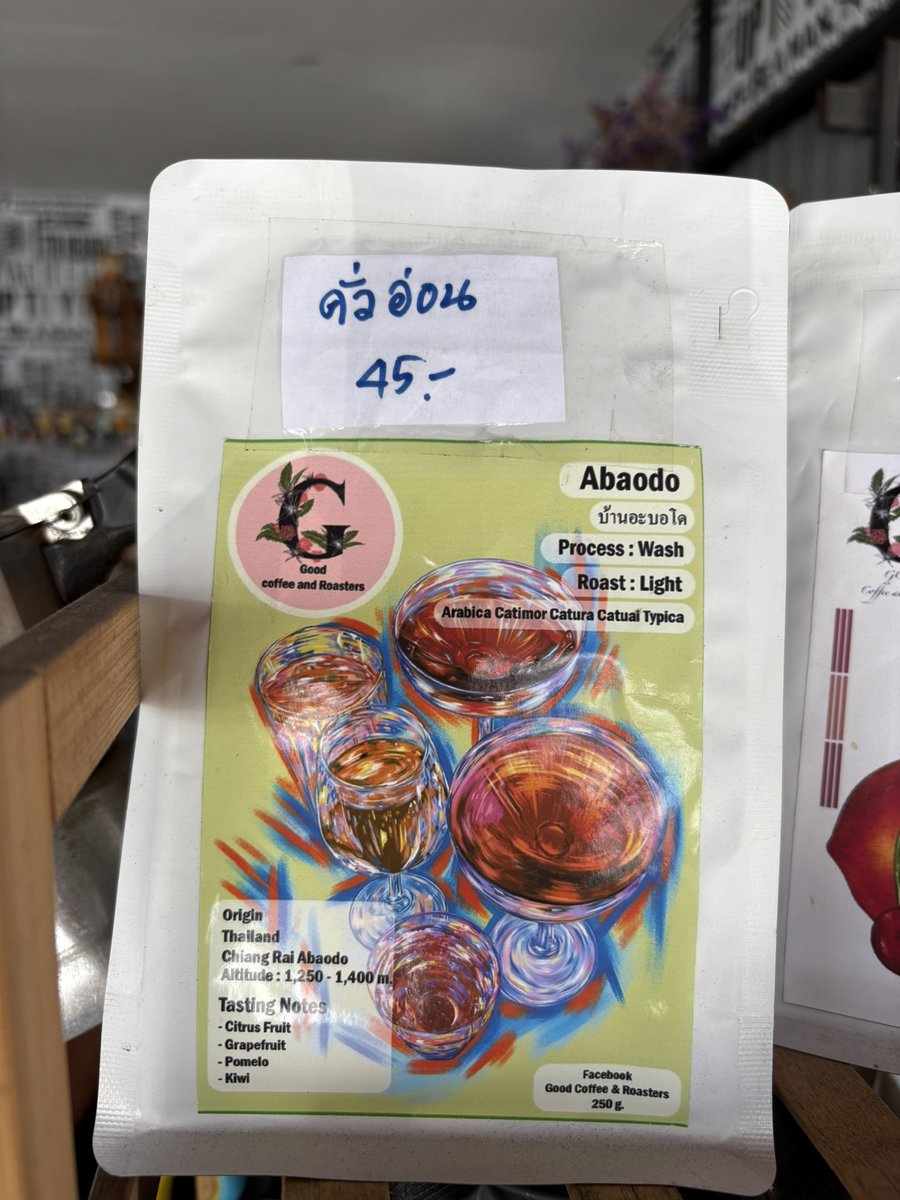 คั่วอ่อน
45.-
G
Good
coffee and Roasters
Abaodo
บ้านอะบอโด
Process : Wash
Roast : Light
Arabica Catimor Catura Catuai Typica
Origin
Thailand
Chiang Rai Abaodo
Altitude : 1,250 - 1,400 m.
Tasting Notes
- Citrus Fruit
- Grapefruit
- Pomelo
- Kiwi
Facebook
Good Coffee & Roasters
250 g.